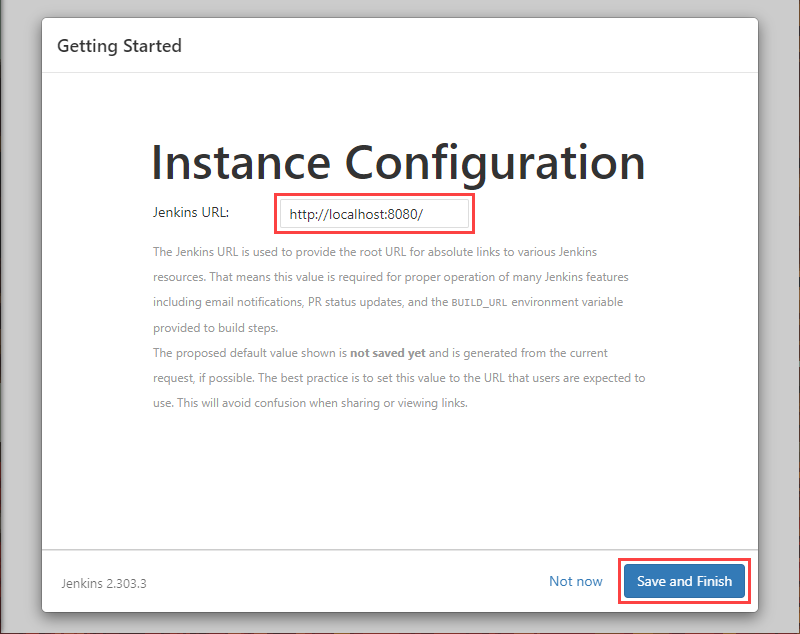 Getting Started
Instance Configuration
Jenkins URL: http://localhost:8080/
The Jenkins URL is used to provide the root URL for absolute links to various Jenkins
resources. That means this value is required for proper operation of many Jenkins features
including email notifications, PR status updates, and the BUILD_URL environment variable
provided to build steps.
The proposed default value shown is not saved yet and is generated from the current
request, if possible. The best practice is to set this value to the URL that users are expected to
use. This will avoid confusion when sharing or viewing links.
Jenkins 2.303.3 Not now Save and Finish